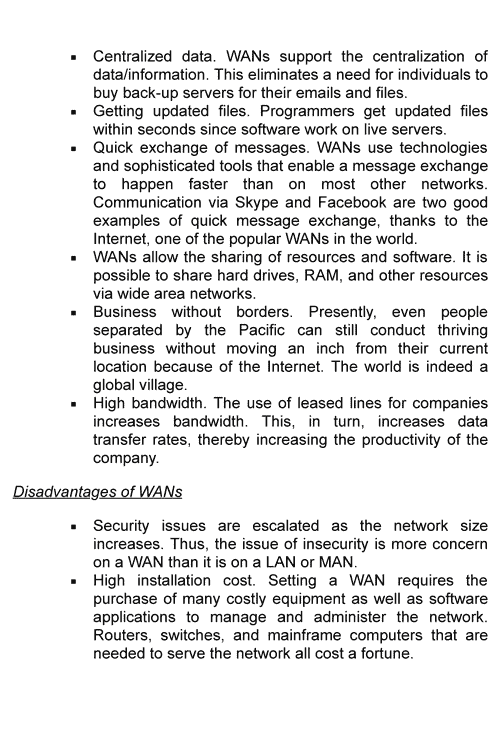 ▪ Centralized data. WANs support the centralization of
data/information. This eliminates a need for individuals to
buy back-up servers for their emails and files.
▪ Getting updated files. Programmers get updated files
within seconds since software work on live servers.
▪ Quick exchange of messages. WANs use technologies
and sophisticated tools that enable a message exchange
to happen faster than on most other networks.
Communication via Skype and Facebook are two good
examples of quick message exchange, thanks to the
Internet, one of the popular WANs in the world.
▪ WANs allow the sharing of resources and software. It is
possible to share hard drives, RAM, and other resources
via wide area networks.
▪ Business without borders. Presently, even people
separated by the Pacific can still conduct thriving
business without moving an inch from their current
location because of the Internet. The world is indeed a
global village.
▪ High bandwidth. The use of leased lines for companies
increases bandwidth. This, in turn, increases data
transfer rates, thereby increasing the productivity of the
company.
Disadvantages of WANs
▪ Security issues are escalated as the network size
increases. Thus, the issue of insecurity is more concern
on a WAN than it is on a LAN or MAN.
▪ High installation cost. Setting a WAN requires the
purchase of many costly equipment as well as software
applications to manage and administer the network.
Routers, switches, and mainframe computers that are
needed to serve the network all cost a fortune.